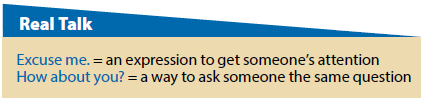 Real Talk
Excuse me. = an expression to get someone's attention
How about you? = a way to ask someone the same question